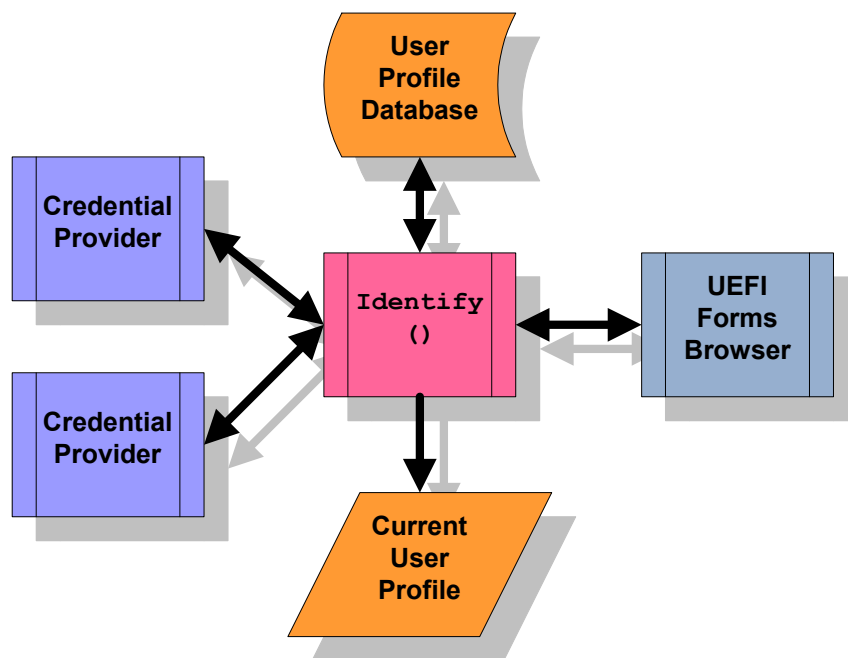 User
Profile
Database
Credential
Provider
Identify
()
UEFI
Forms
Browser
Credential
Provider
Current
User
Profile